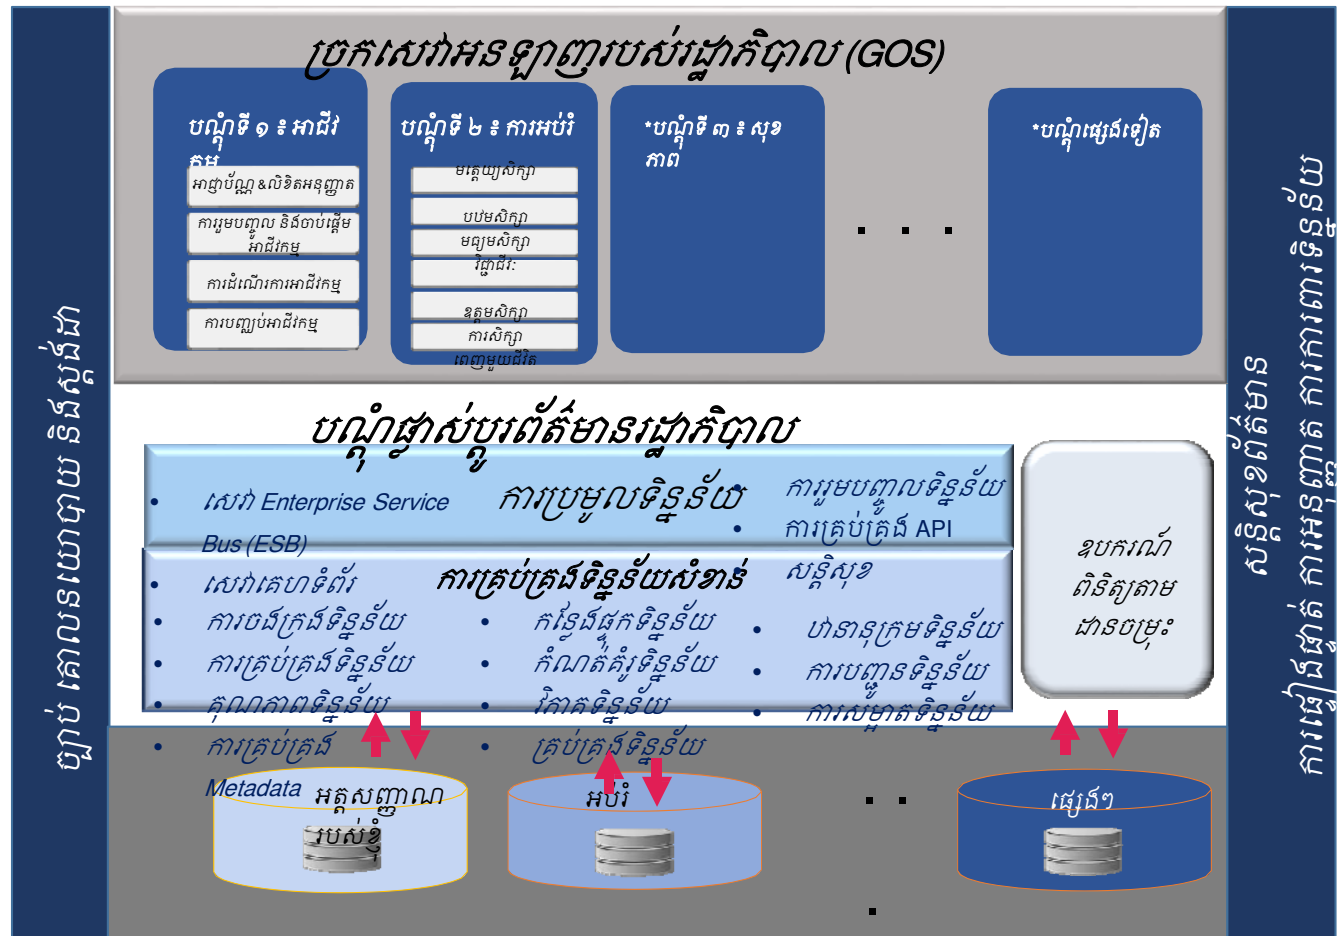 ច្រកសេវាអនឡាញរបស់រដ្ឋាភិបាល (GOS)
បណ្តុំទី ១ ៖ អាជីវ
កម្ម
អាជ្ញាប័ណ្ណ &លិខិតអនុញ្ញាត
ការរួមបញ្ចូល និងចាប់ផ្តើម
អាជីវកម្ម
ការដំណើរការអាជីវកម្ម
ការបញ្ឈប់អាជីវកម្ម
បណ្តុំទី ២ ៖ ការអប់រំ
មត្តេយ្យសិក្សា
បឋមសិក្សា
មធ្យមសិក្សា
វិជ្ជាជីវៈ
ឧត្តមសិក្សា
ការសិក្សា
ពេញមួយជីវិត
*បណ្តុំទី ៣ ៖ សុខ
ភាព
*បណ្តុំផ្សេងទៀត
. . .
ច្បាប់ គោលនយោបាយ និងស្តង់ដា
បណ្តុំផ្លាស់ប្តូរព័ត៌មានរដ្ឋាភិបាល
ការប្រមូលទិន្នន័យ
• សេវា Enterprise Service
Bus (ESB)
• សេវាគេហទំព័រ
• ការរួមបញ្ចូលទិន្នន័យ
• ការគ្រប់គ្រង API
• សន្តិសុខ
ការគ្រប់គ្រងទិន្នន័យសំខាន់
• ការចងក្រងទិន្នន័យ
• ការគ្រប់គ្រងទិន្នន័យ
• គុណភាពទិន្នន័យ
• ការគ្រប់គ្រង
Metadata
• កន្លែងផ្ទុកទិន្នន័យ
• កំណត់គំរូទិន្នន័យ
• វិភាគទិន្នន័យ
• គ្រប់គ្រងទិន្នន័យ
• ឋានានុក្រមទិន្នន័យ
• ការបញ្ជូនទិន្នន័យ
• ការសម្អាតទិន្នន័យ
ឧបករណ៍
ពិនិត្យតាម
ដានចម្រុះ
អត្តសញ្ញាណ
របស់ខ្ញុំ
អប់រំ
. .
.
ផ្សេងៗ
សន្តិសុខព័ត៌មាន
ការផ្ទៀងផ្ទាត់ ការអនុញ្ញាត ការការពារទិន្នន័យ